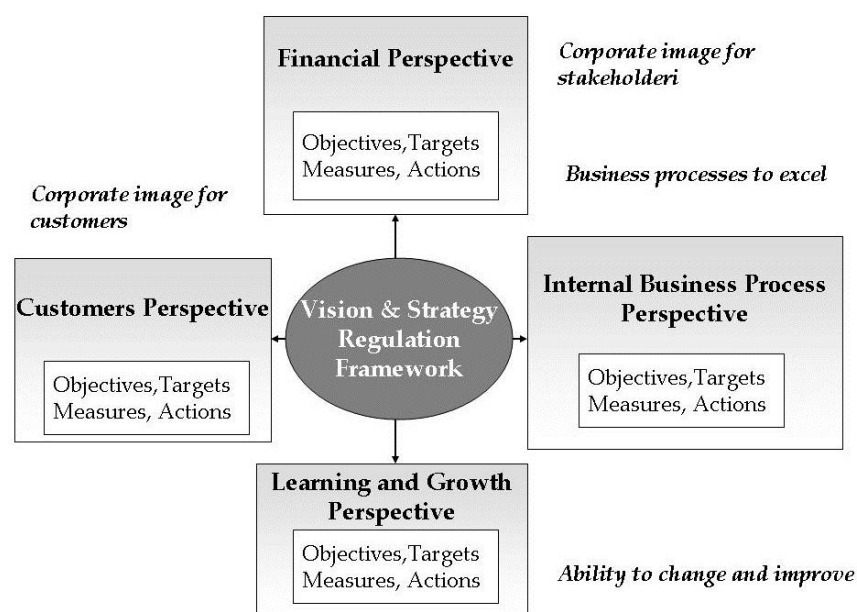 Financial Perspective
Objectives,Targets
Measures, Actions
Corporate image for
stakeholderi
Business processes to excel
Corporate image for
customers
Customers Perspective
Objectives,Targets
Measures, Actions
Vision & Strategy
Regulation
Framework
Internal Business Process
Perspective
Objectives,Targets
Measures, Actions
Learning and Growth
Perspective
Objectives,Targets
Measures, Actions
Ability to change and improve